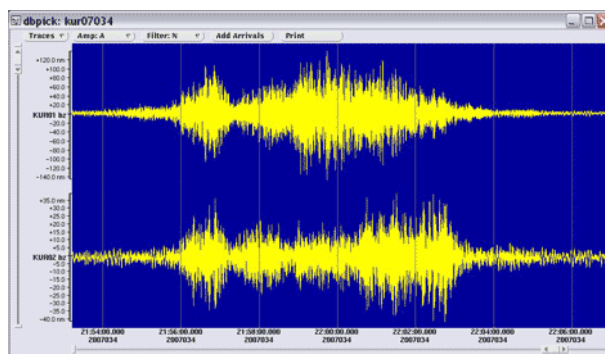 dbpick: kur07034
Traces Amp: A Filter: N Add Arrivals Print
+120.0 nm
+100.0
+80.0
+60.0
+40.0
+20.0
KUR01 bz
-20.0
-40.0
-60.0
-80.0
-100.0
-120.0
-140.0 nm
+35.0 nm
+30.0
+25.0
+20.0
+15.0
+10.0
+5.0
KUR02 bz
-5.0
-10.0
-15.0
-20.0
-25.0
-30.0
-35.0
-40.0 nm
21:54:00.000 21:56:00.000 21:58:00.000 22:00:00.000 22:02:00.000 22:04:00.000 22:06:00.000
2007034 2007034 2007034 2007034 2007034 2007034 2007034